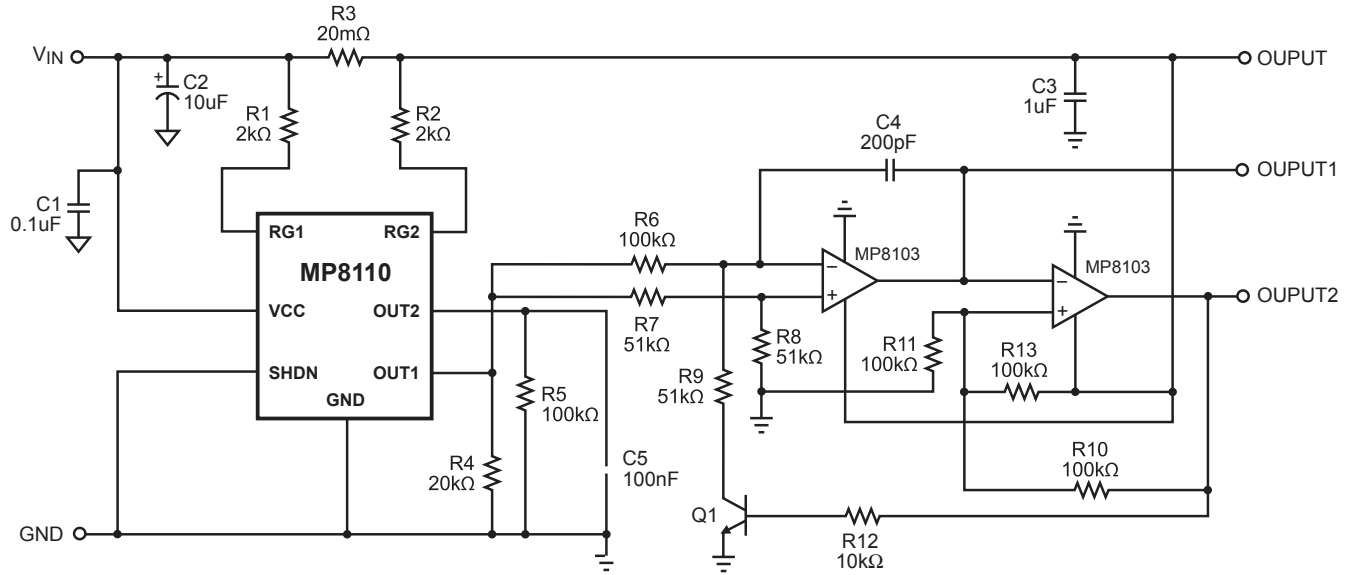 R3
20mΩ
VIN
OUPUT
C2
10uF
+
R1
2kΩ
R2
2kΩ
C3
1uF
C4
200pF
OUPUT1
C1
0.1uF
RG1
RG2
MP8110
VCC
OUT2
SHDN
OUT1
GND
R6
100kΩ
R7
51kΩ
MP8103
−
+
MP8103
−
+
OUPUT2
R8
51kΩ
R11
100kΩ
R13
100kΩ
R9
51kΩ
R5
100kΩ
R4
20kΩ
C5
100nF
R10
100kΩ
GND
Q1
R12
10kΩ